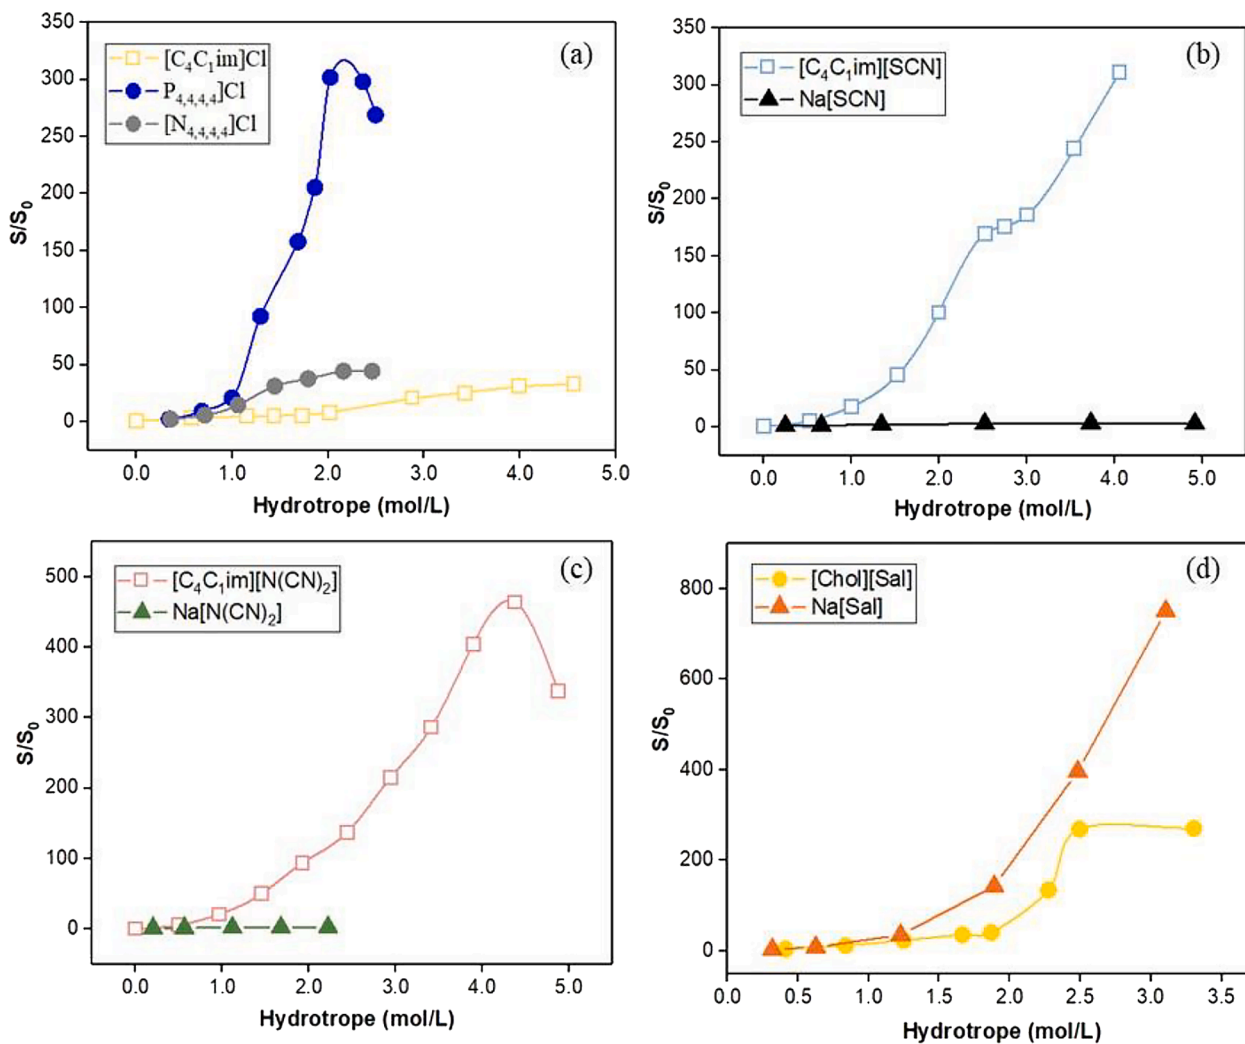 (a)
[C₄C₁im]Cl
P₄,₄,₄,₄]Cl
[N₄,₄,₄,₄]Cl
350
300
250
200
150
100
50
0
S/S₀
0.0 1.0 2.0 3.0 4.0 5.0
Hydrotrope (mol/L)
(b)
[C₄C₁im][SCN]
Na[SCN]
350
300
250
200
150
100
50
0
S/S₀
0.0 1.0 2.0 3.0 4.0 5.0
Hydrotrope (mol/L)
(c)
[C₄C₁im][N(CN)₂]
Na[N(CN)₂]
500
400
300
200
100
0
S/S₀
0.0 1.0 2.0 3.0 4.0 5.0
Hydrotrope (mol/L)
(d)
[Chol][Sal]
Na[Sal]
800
600
400
200
0
S/S₀
0.0 0.5 1.0 1.5 2.0 2.5 3.0 3.5
Hydrotrope (mol/L)